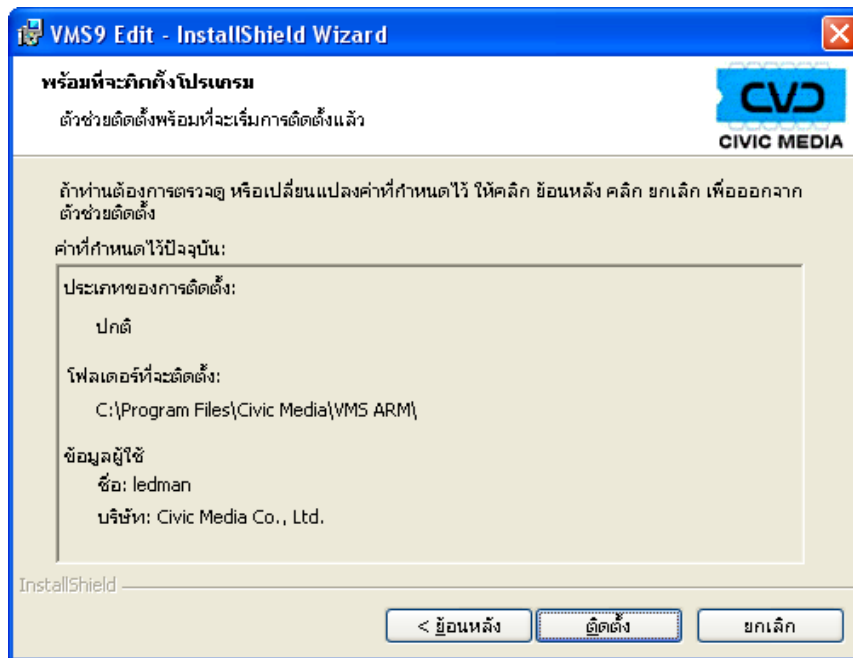 VMS9 Edit - InstallShield Wizard
พร้อมที่จะติดตั้งโปรแกรม
ตัวช่วยติดตั้งพร้อมที่จะเริ่มการติดตั้งแล้ว
CVD
CIVIC MEDIA
ถ้าท่านต้องการตรวจดู หรือเปลี่ยนแปลงค่าที่กำหนดไว้ ให้คลิก ย้อนหลัง คลิก ยกเลิก เพื่อออกจาก
ตัวช่วยติดตั้ง
ค่าที่กำหนดไว้ปัจจุบัน:
ประเภทของการติดตั้ง:
ปกติ
โฟลเดอร์ที่จะติดตั้ง:
C:\Program Files\Civic Media\VMS ARM\
ข้อมูลผู้ใช้
ชื่อ: ledman
บริษัท: Civic Media Co., Ltd.
InstallShield
< ย้อนหลัง
ติดตั้ง
ยกเลิก